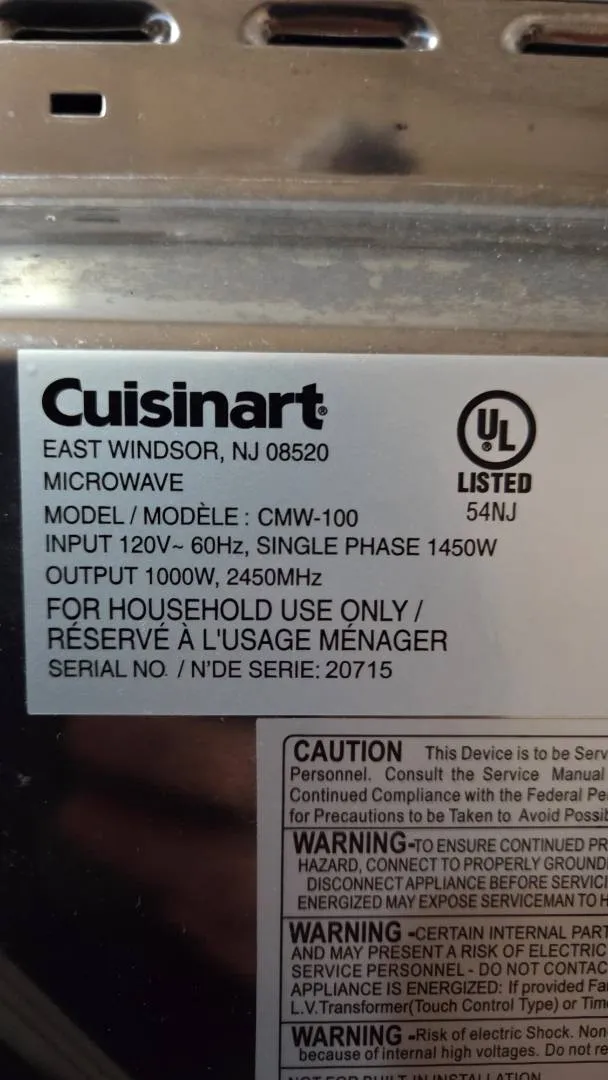 Cuisinart®
EAST WINDSOR, NJ 08520
MICROWAVE
MODEL / MODÈLE : CMW-100
INPUT 120V~ 60Hz, SINGLE PHASE 1450W
OUTPUT 1000W, 2450MHz
FOR HOUSEHOLD USE ONLY /
RÉSERVÉ À L'USAGE MÉNAGER
SERIAL NO. / N'DE SERIE: 20715
UL®
LISTED
54NJ
CAUTION This Device is to be Serv
Personnel. Consult the Service Manual
Continued Compliance with the Federal Pe
for Precautions to be Taken to Avoid Possib
WARNING-TO ENSURE CONTINUED PR
HAZARD, CONNECT TO PROPERLY GROUND
DISCONNECT APPLIANCE BEFORE SERVICI
ENERGIZED MAY EXPOSE SERVICEMAN TO H
WARNING -CERTAIN INTERNAL PART
AND MAY PRESENT A RISK OF ELECTRIC
SERVICE PERSONNEL - DO NOT CONTAC
APPLIANCE IS ENERGIZED: If provided Fa
L.V.Transformer(Touch Control Type) or Tim
WARNING -Risk of electric Shock. Non
because of internal high voltages. Do not re
NOT FOR BUILT IN INSTALLATION